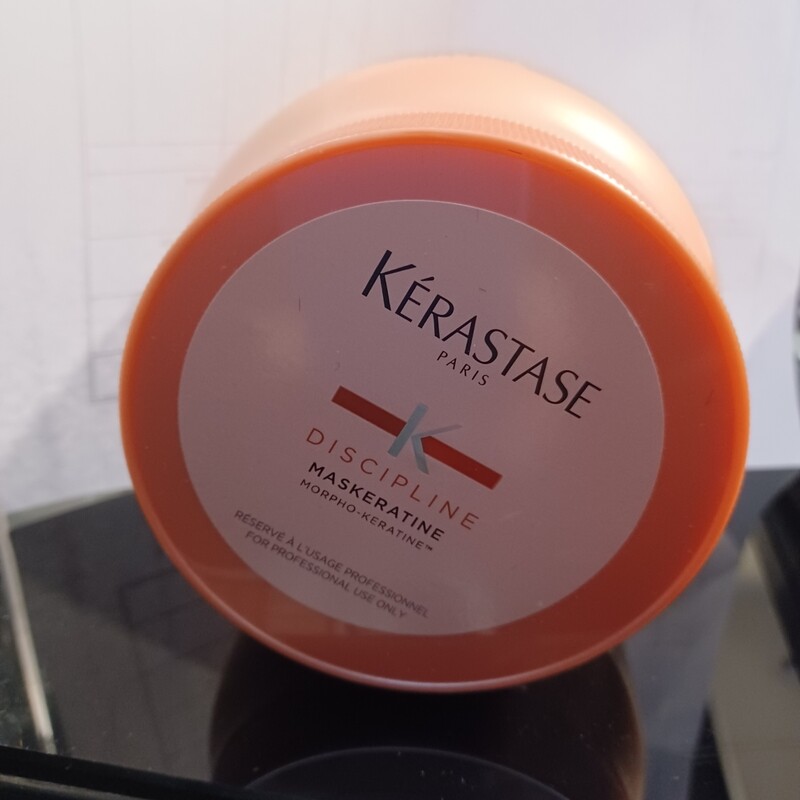 KÉRASTASE
PARIS
K
DISCIPLINE
MASKERATINE
MORPHO-KERATINE™
RÉSERVÉ À L'USAGE PROFESSIONNEL
FOR PROFESSIONAL USE ONLY